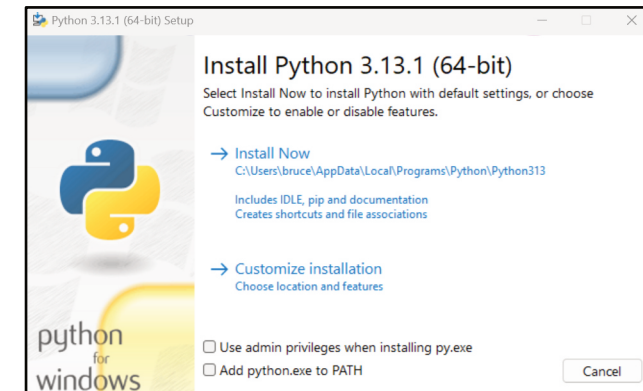 Python 3.13.1 (64-bit) Setup
Install Python 3.13.1 (64-bit)
Select Install Now to install Python with default settings, or choose
Customize to enable or disable features.
Install Now
C:\Users\bruce\AppData\Local\Programs\Python\Python313
Includes IDLE, pip and documentation
Creates shortcuts and file associations
Customize installation
Choose location and features
python
for
windows
Use admin privileges when installing py.exe
Add python.exe to PATH
Cancel